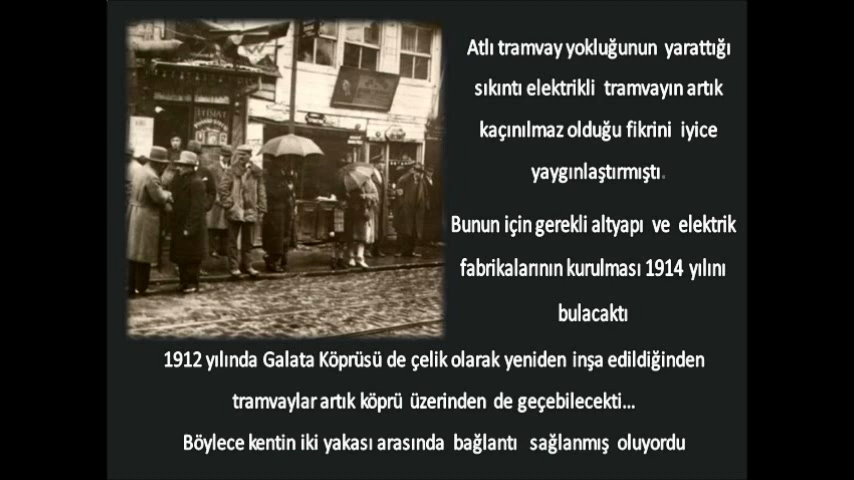 Atlı tramvay yokluğunun yarattığı
sıkıntı elektrikli tramvayın artık
kaçınılmaz olduğu fikrini iyice
yaygınlaştırmıştı.
Bunun için gerekli altyapı ve elektrik
fabrikalarının kurulması 1914 yılını
bulacaktı
1912 yılında Galata Köprüsü de çelik olarak yeniden inşa edildiğinden
tramvaylar artık köprü üzerinden de geçebilecekti...
Böylece kentin iki yakası arasında bağlantı sağlanmış oluyordu